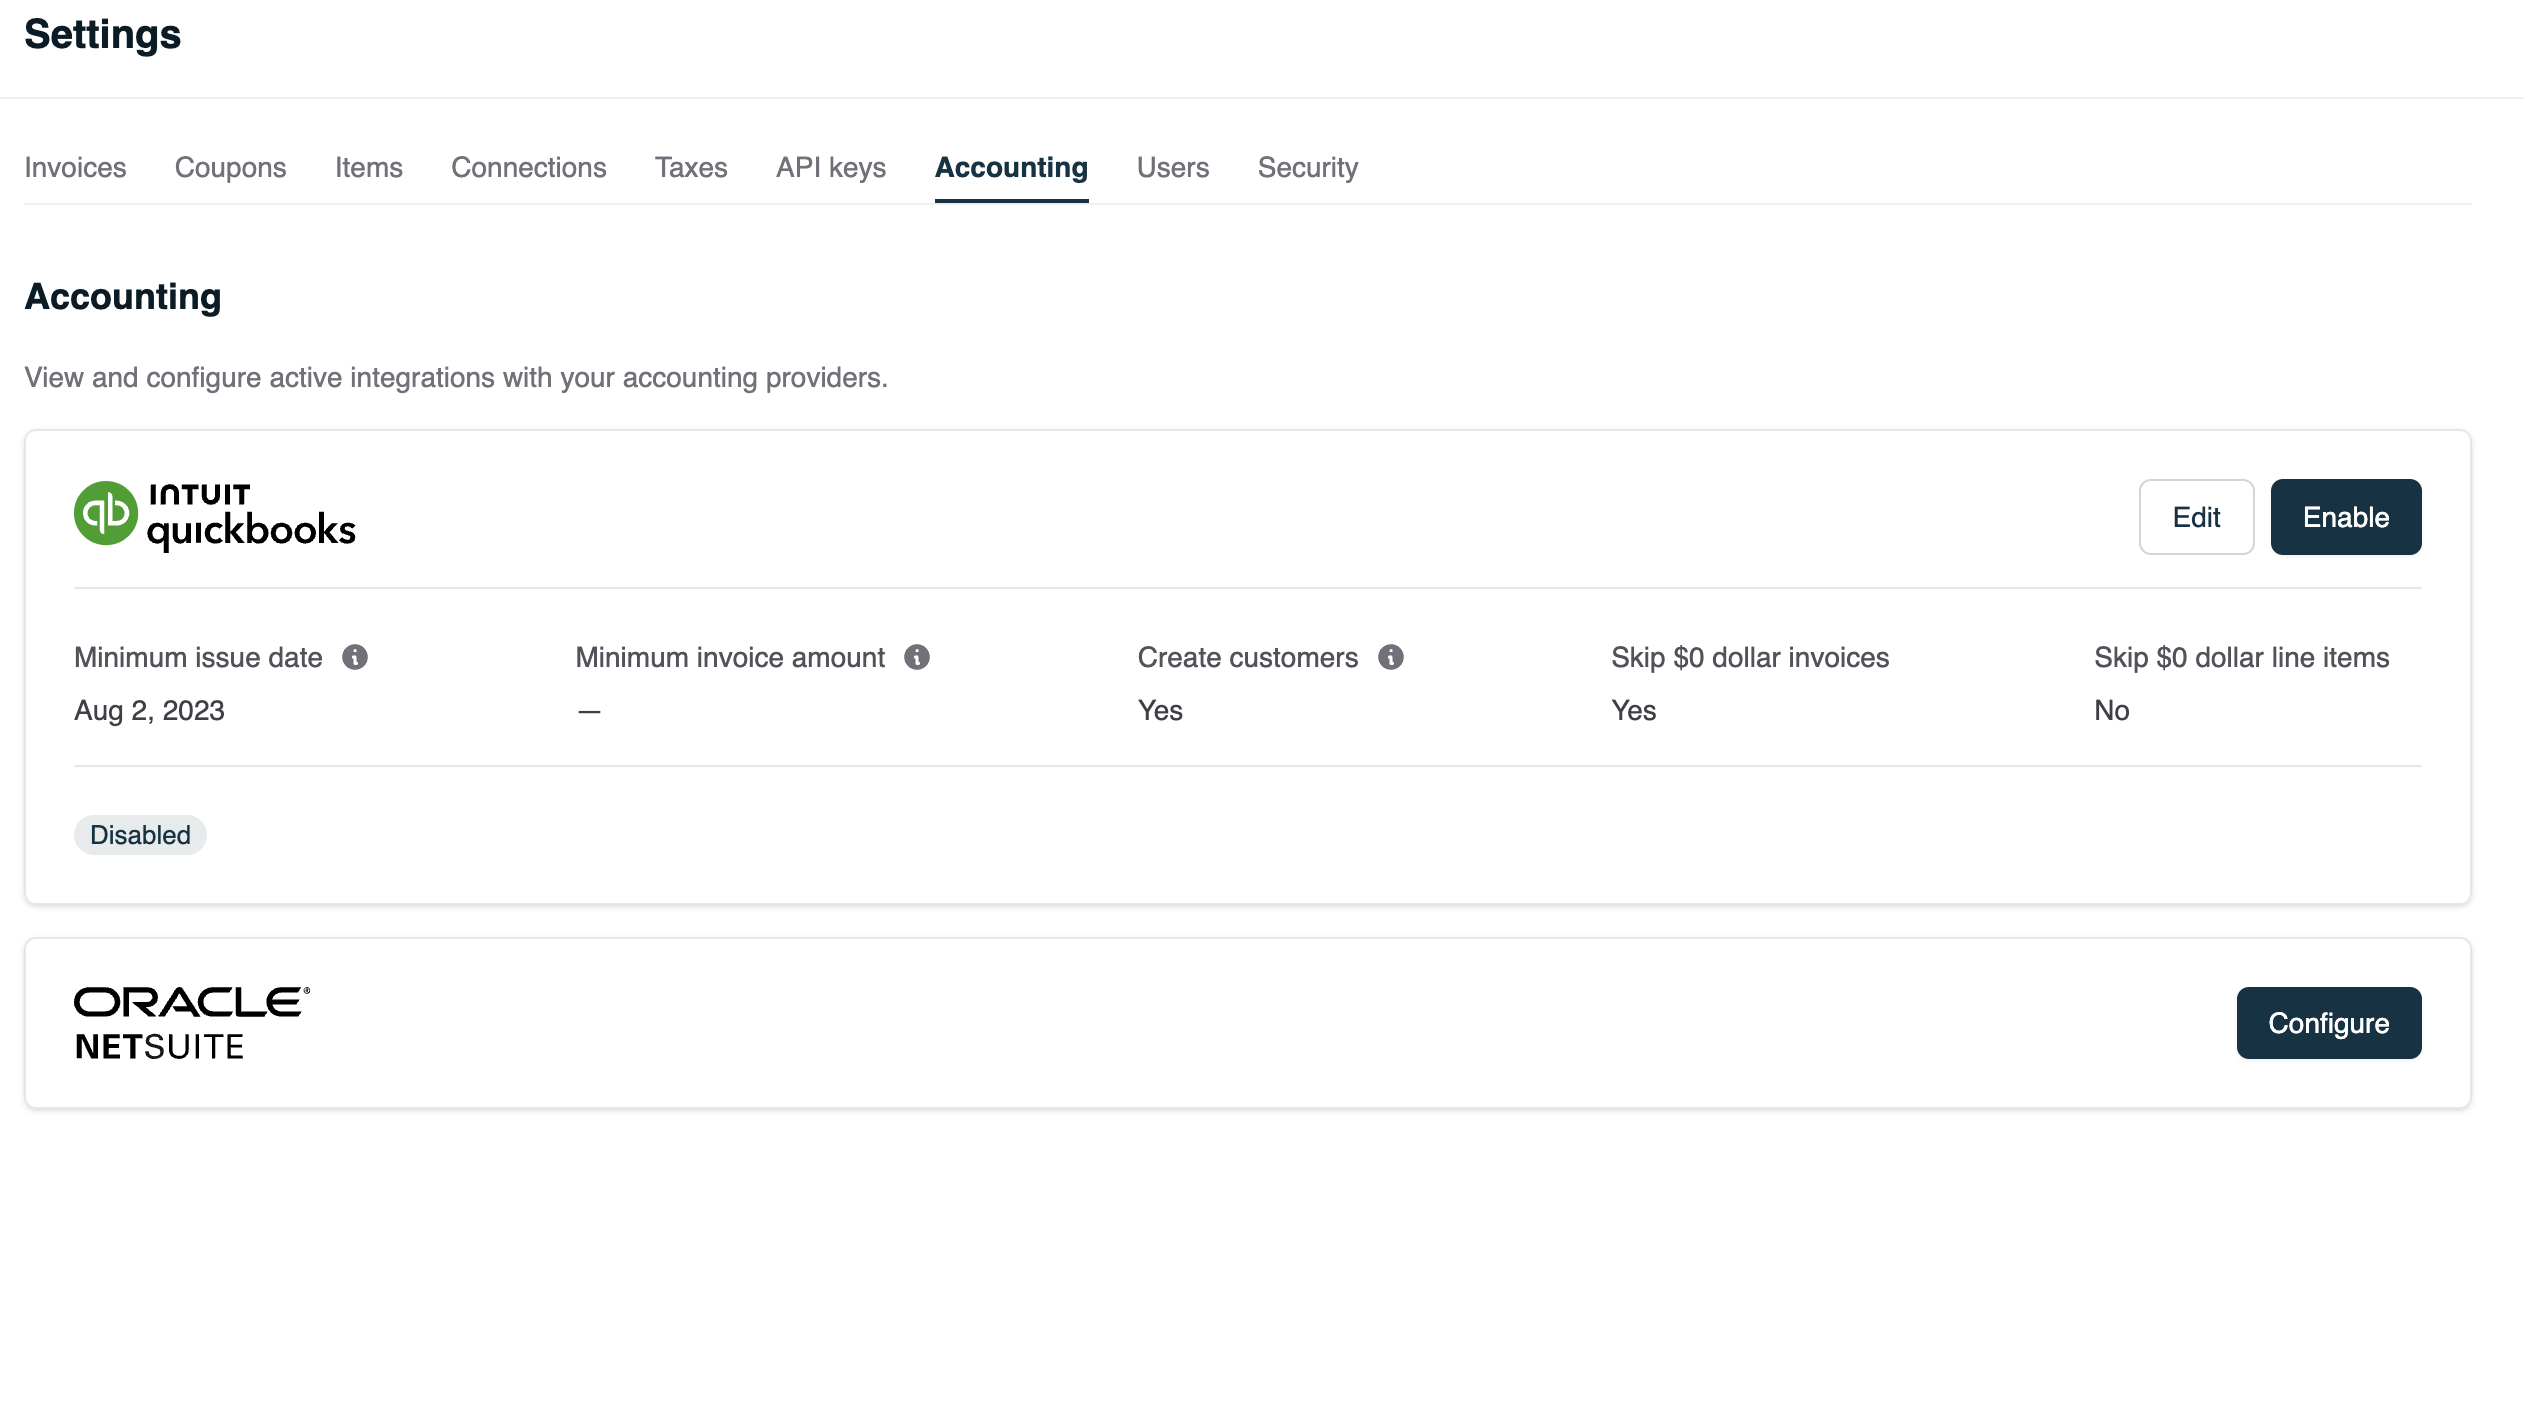 Settings
Invoices Coupons Items Connections Taxes API keys Accounting Users Security
Accounting
View and configure active integrations with your accounting providers.
qb INTUIT
quickbooks
Edit Enable
Minimum issue date Minimum invoice amount Create customers Skip $0 dollar invoices Skip $0 dollar line items
Aug 2, 2023 — Yes Yes No
Disabled
ORACLE®
NETSUITE
Configure